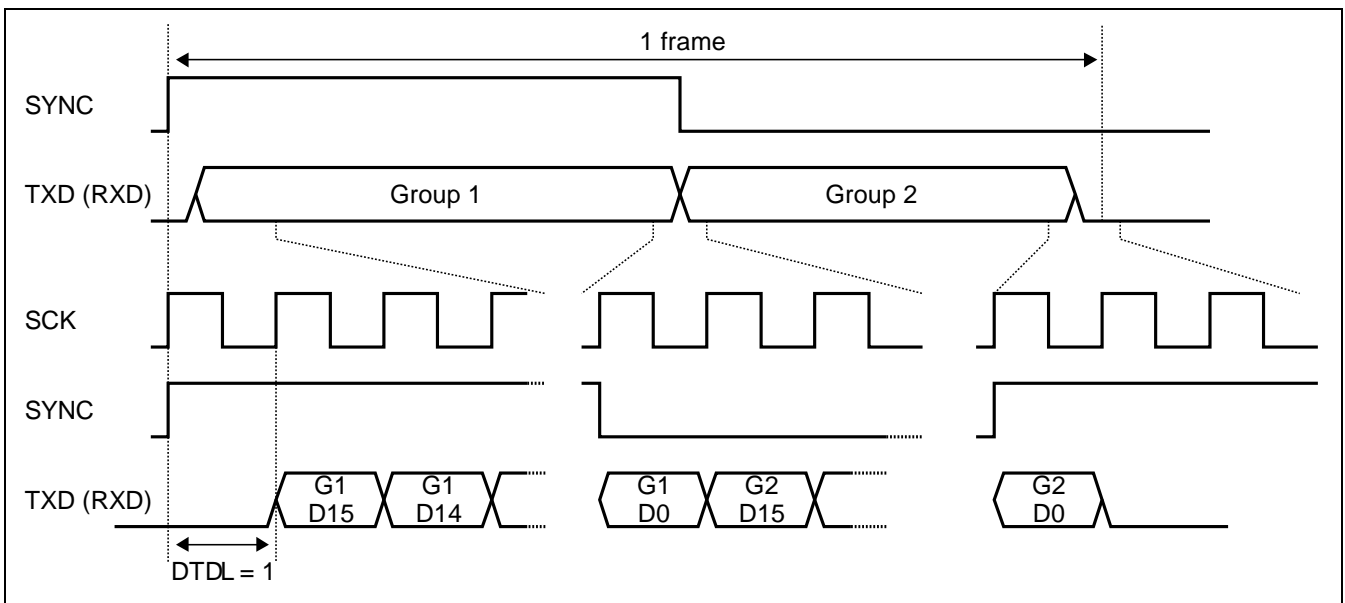 1 frame
SYNC
TXD (RXD)
Group 1
Group 2
SCK
SYNC
TXD (RXD)
G1
D15
G1
D14
G1
D0
G2
D15
G2
D0
DTDL = 1